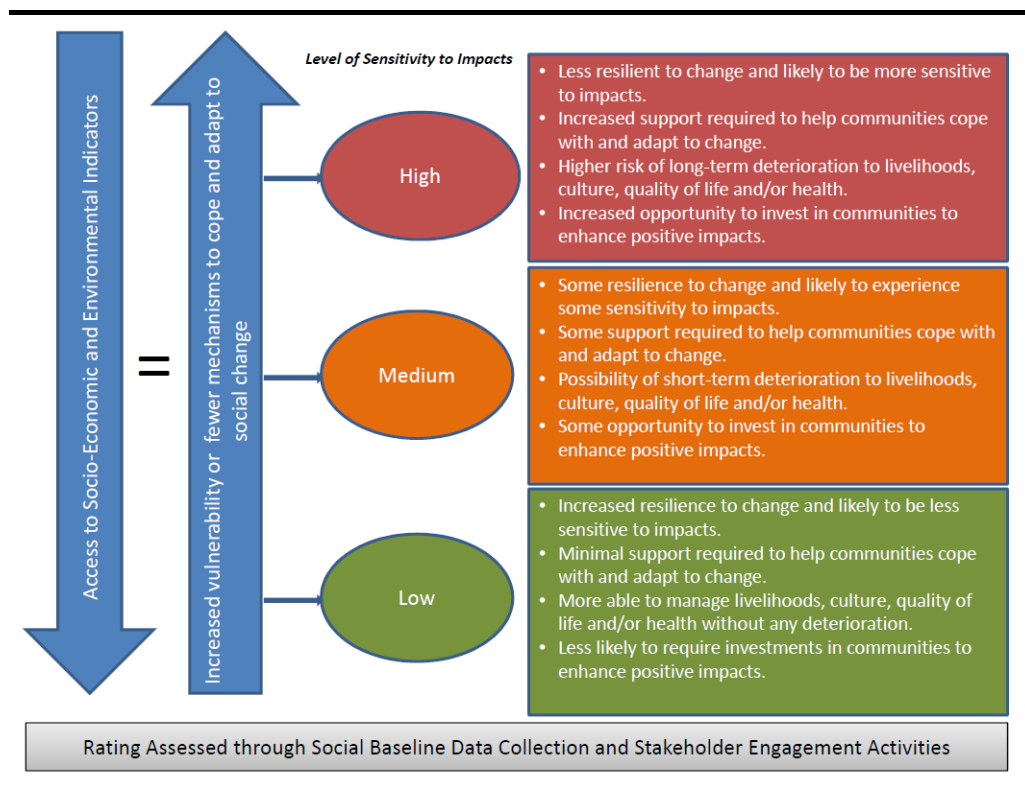 Access to Socio-Economic and Environmental Indicators
=
Increased vulnerability or fewer mechanisms to cope and adapt to
social change
Level of Sensitivity to Impacts
High
• Less resilient to change and likely to be more sensitive
to impacts.
• Increased support required to help communities cope
with and adapt to change.
• Higher risk of long-term deterioration to livelihoods,
culture, quality of life and/or health.
• Increased opportunity to invest in communities to
enhance positive impacts.
Medium
• Some resilience to change and likely to experience
some sensitivity to impacts.
• Some support required to help communities cope with
and adapt to change.
• Possibility of short-term deterioration to livelihoods,
culture, quality of life and/or health.
• Some opportunity to invest in communities to
enhance positive impacts.
Low
• Increased resilience to change and likely to be less
sensitive to impacts.
• Minimal support required to help communities cope
with and adapt to change.
• More able to manage livelihoods, culture, quality of
life and/or health without any deterioration.
• Less likely to require investments in communities to
enhance positive impacts.
Rating Assessed through Social Baseline Data Collection and Stakeholder Engagement Activities